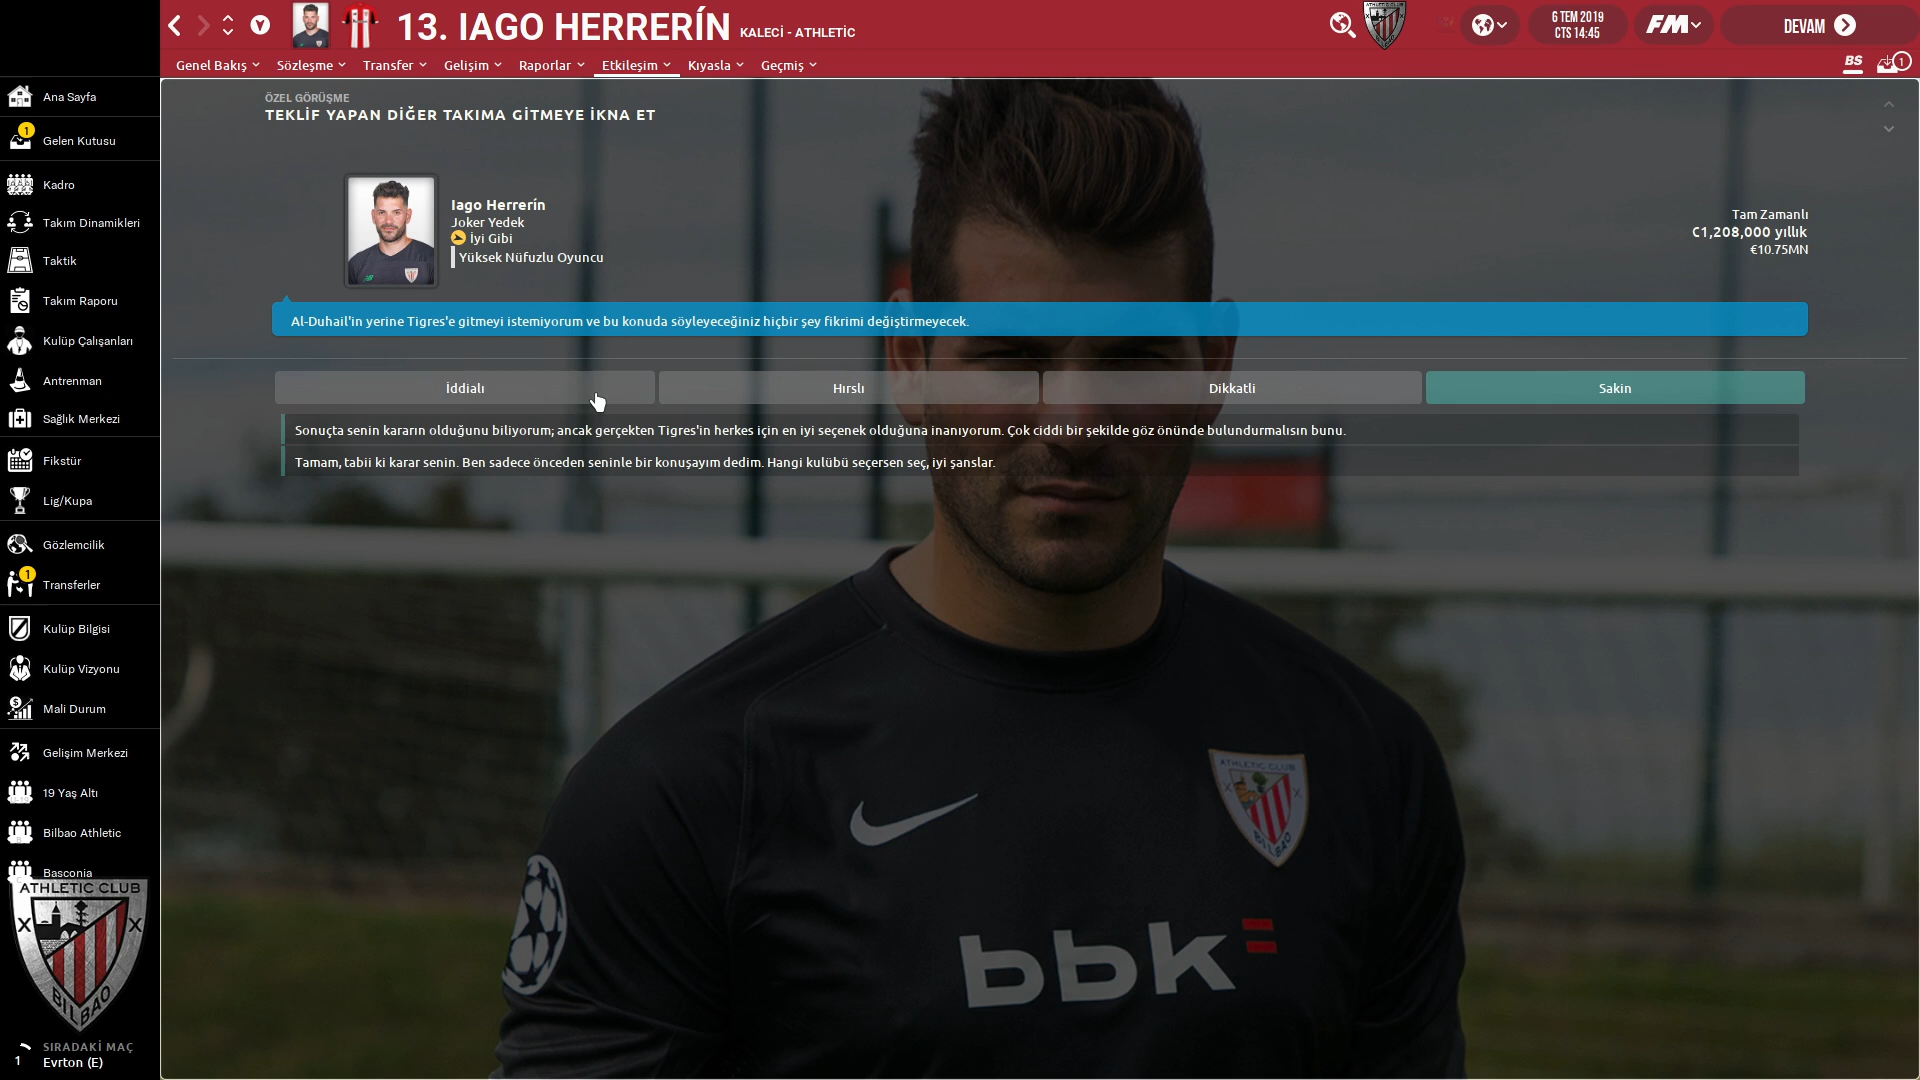 13. IAGO HERRERÍN KALECİ - ATHLETIC
6 TEM 2019
CTS 14:45
FM
DEVAM
Genel Bakış
Sözleşme
Transfer
Gelişim
Raporlar
Etkileşim
Kıyasla
Geçmiş
BS
1
Ana Sayfa
1
Gelen Kutusu
Kadro
Takım Dinamikleri
Taktik
Takım Raporu
Kulüp Çalışanları
Antrenman
Sağlık Merkezi
Fikstür
Lig/Kupa
Gözlemcilik
1
Transferler
Kulüp Bilgisi
Kulüp Vizyonu
Mali Durum
Gelişim Merkezi
19 Yaş Altı
Bilbao Athletic
Basconia
ATHLETIC CLUB
BILBAO
1
SIRADAKİ MAÇ
Evrton (E)
ÖZEL GÖRÜŞME
TEKLİF YAPAN DİĞER TAKIMA GİTMEYE İKNA ET
Iago Herrerín
Joker Yedek
İyi Gibi
Yüksek Nüfuzlu Oyuncu
Tam Zamanlı
€1,208,000 yıllık
€10.75MN
Al-Duhail'in yerine Tigres'e gitmeyi istemiyorum ve bu konuda söyleyeceğiniz hiçbir şey fikrimi değiştirmeyecek.
İddialı
Hırslı
Dikkatli
Sakin
Sonuçta senin kararın olduğunu biliyorum; ancak gerçekten Tigres'in herkes için en iyi seçenek olduğuna inanıyorum. Çok ciddi bir şekilde göz önünde bulundurmalısın bunu.
Tamam, tabii ki karar senin. Ben sadece önceden seninle bir konuşayım dedim. Hangi kulübü seçersen seç, iyi şanslar.
ATHLETIC CLUB
BILBAO
bbk